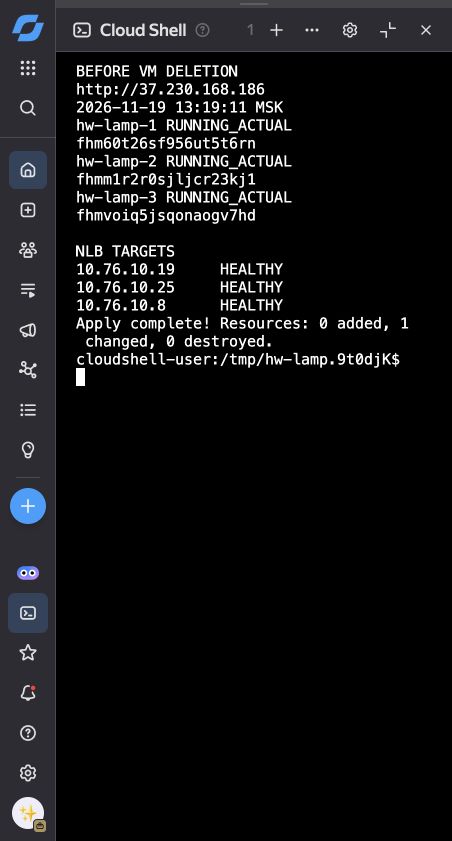 Cloud Shell
1
BEFORE VM DELETION
http://37.230.168.186
2026-11-19 13:19:11 MSK
hw-lamp-1 RUNNING_ACTUAL
fhm60t26sf956ut5t6rn
hw-lamp-2 RUNNING_ACTUAL
fhmm1r2r0sjljcr23kj1
hw-lamp-3 RUNNING_ACTUAL
fhmvoiq5jsqonaogv7hd
NLB TARGETS
10.76.10.19 HEALTHY
10.76.10.25 HEALTHY
10.76.10.8 HEALTHY
Apply complete! Resources: 0 added, 1
changed, 0 destroyed.
cloudshell-user:/tmp/hw-lamp.9t0djK$